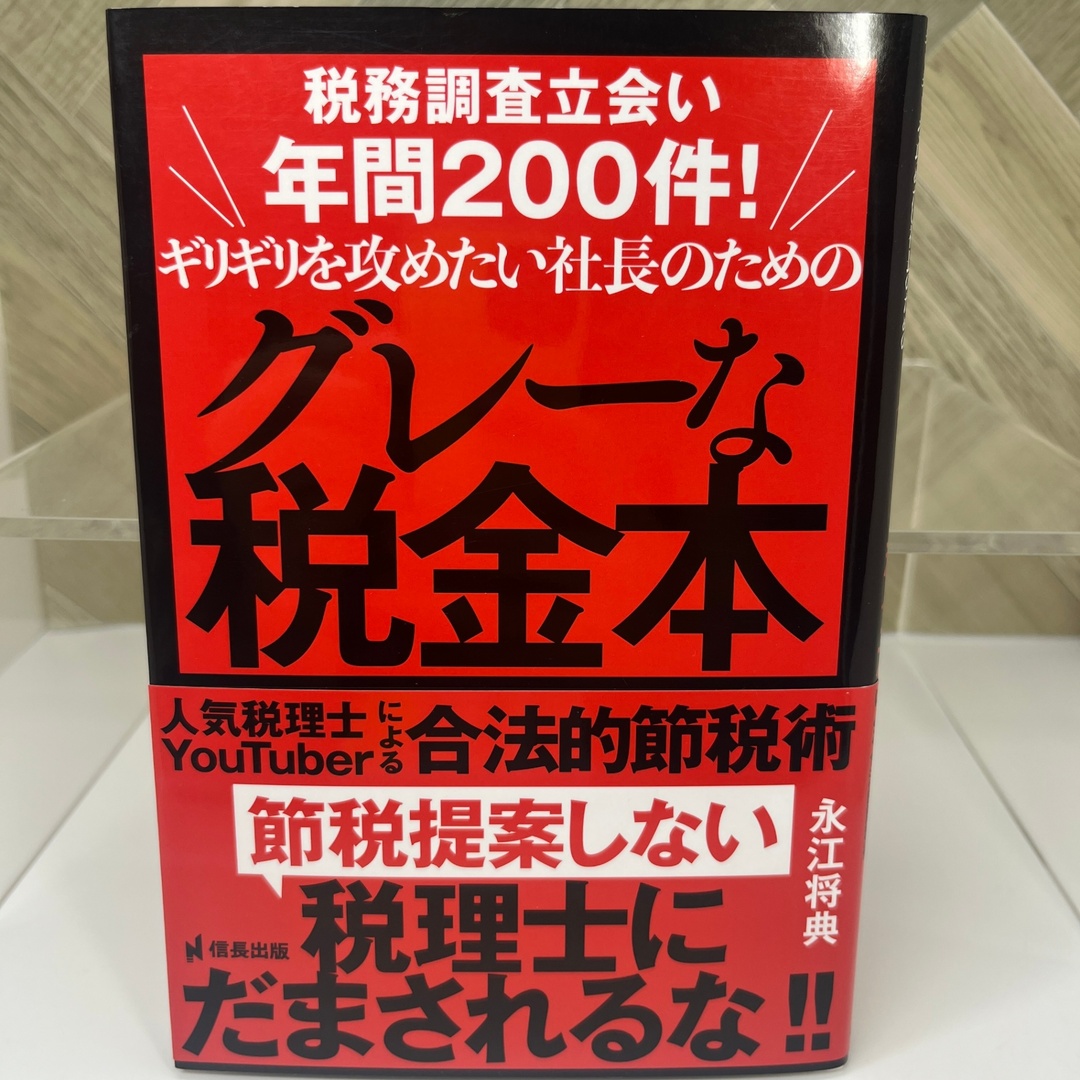 税務調査立会い
年間200件!
ギリギリを攻めたい社長のための
グレーな
税金本
人気税理士
YouTuber
による
合法的節税術
節税提案しない
税理士に
だまされるな!!
永江将典
信長出版